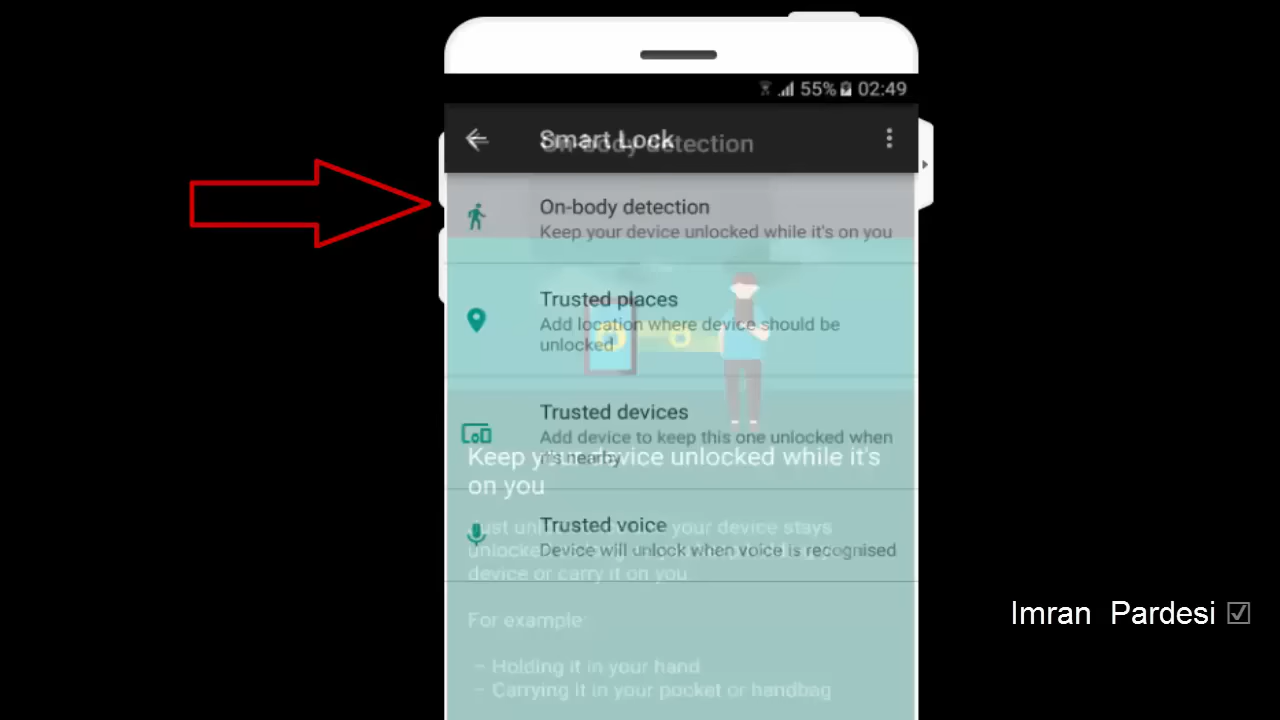 55% 02:49
Smart Lock
On-body detection
On-body detection
Keep your device unlocked while it's on you
Trusted places
Add location where device should be
unlocked
Trusted devices
Add device to keep this one unlocked when
it's nearby
Keep your device unlocked while it's
on you
Trusted voice
Device will unlock when voice is recognised
Just unlock your device stays
unlocked
device or carry it on you.
For example:
- Holding it in your hand
- Carrying it in your pocket or handbag
Imran Pardesi ☑